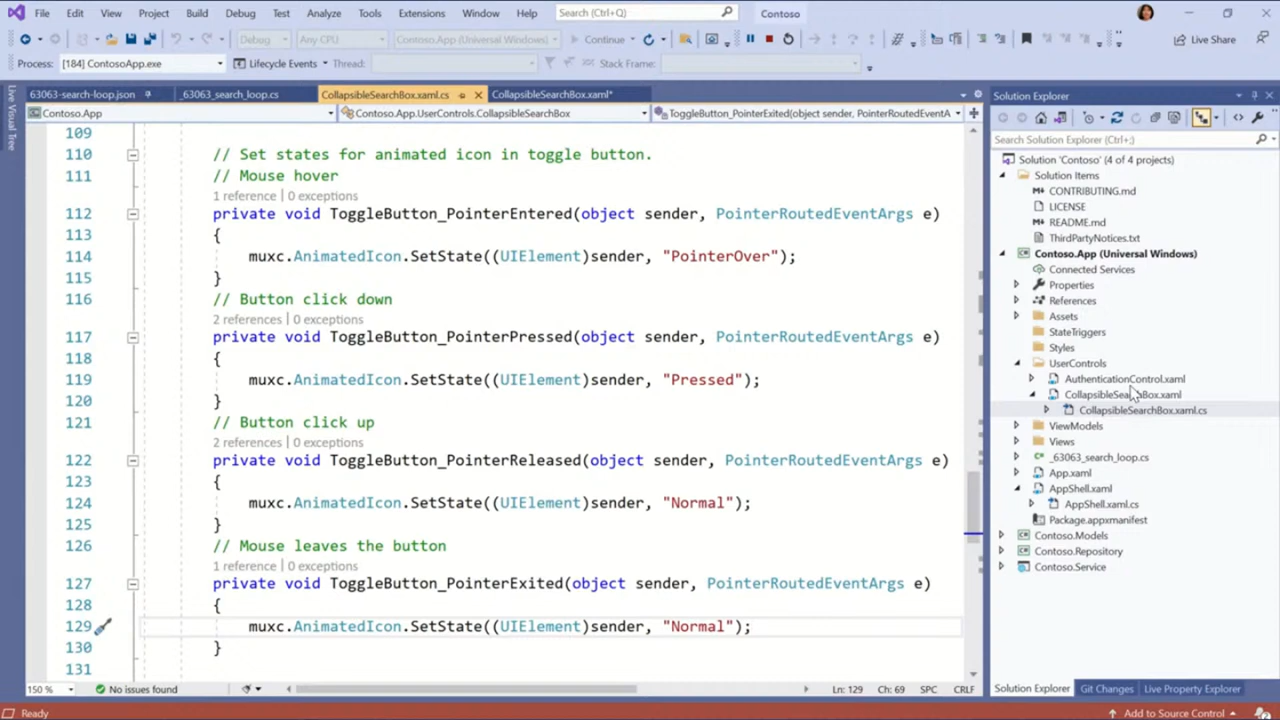 File Edit View Project Build Debug Test Analyze Tools Extensions Window Help Search (Ctrl+Q) Contoso
Debug Any CPU Contoso.App (Universal Windows) Continue Live Share
Process: [184] ContosoApp.exe Lifecycle Events Thread: Stack Frame:
Live Visual Tree
63063-search-loop.json _63063_search_loop.cs CollapsibleSearchBox.xaml.cs CollapsibleSearchBox.xaml*
Contoso.App Contoso.App.UserControls.CollapsibleSearchBox ToggleButton_PointerExited(object sender, PointerRoutedEventA
109
110 // Set states for animated icon in toggle button.
111 // Mouse hover
1 reference | 0 exceptions
112 private void ToggleButton_PointerEntered(object sender, PointerRoutedEventArgs e)
113 {
114 muxc.AnimatedIcon.SetState((UIElement)sender, "PointerOver");
115 }
116 // Button click down
2 references | 0 exceptions
117 private void ToggleButton_PointerPressed(object sender, PointerRoutedEventArgs e)
118 {
119 muxc.AnimatedIcon.SetState((UIElement)sender, "Pressed");
120 }
121 // Button click up
2 references | 0 exceptions
122 private void ToggleButton_PointerReleased(object sender, PointerRoutedEventArgs e)
123 {
124 muxc.AnimatedIcon.SetState((UIElement)sender, "Normal");
125 }
126 // Mouse leaves the button
1 reference | 0 exceptions
127 private void ToggleButton_PointerExited(object sender, PointerRoutedEventArgs e)
128 {
129 muxc.AnimatedIcon.SetState((UIElement)sender, "Normal");
130 }
131
150 % No issues found Ln: 129 Ch: 69 SPC CRLF
Solution Explorer
Search Solution Explorer (Ctrl+;)
Solution 'Contoso' (4 of 4 projects)
Solution Items
CONTRIBUTING.md
LICENSE
README.md
ThirdPartyNotices.txt
Contoso.App (Universal Windows)
Connected Services
Properties
References
Assets
StateTriggers
Styles
UserControls
AuthenticationControl.xaml
CollapsibleSearchBox.xaml
CollapsibleSearchBox.xaml.cs
ViewModels
Views
_63063_search_loop.cs
App.xaml
AppShell.xaml
AppShell.xaml.cs
Package.appxmanifest
Contoso.Models
Contoso.Repository
Contoso.Service
Solution Explorer Git Changes Live Property Explorer
Ready Add to Source Control